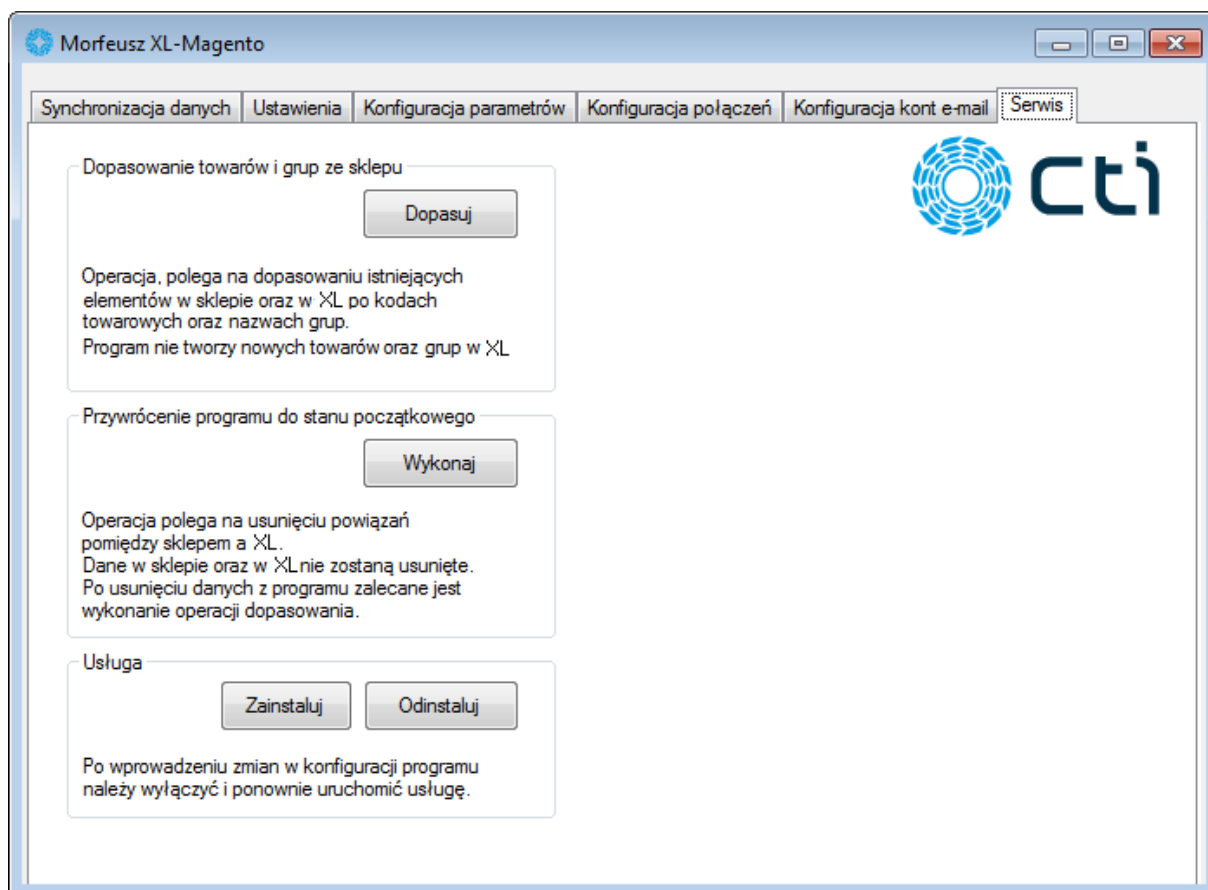 Morfeusz XL-Magento
Synchronizacja danych Ustawienia Konfiguracja parametrów Konfiguracja połączeń Konfiguracja kont e-mail Serwis
cti
Dopasowanie towarów i grup ze sklepu
Dopasuj
Operacja, polega na dopasowaniu istniejących
elementów w sklepie oraz w XL po kodach
towarowych oraz nazwach grup.
Program nie tworzy nowych towarów oraz grup w XL
Przywrócenie programu do stanu początkowego
Wykonaj
Operacja polega na usunięciu powiązań
pomiędzy sklepem a XL.
Dane w sklepie oraz w XL nie zostaną usunięte.
Po usunięciu danych z programu zalecane jest
wykonanie operacji dopasowania.
Usługa
Zainstaluj Odinstaluj
Po wprowadzeniu zmian w konfiguracji programu
należy wyłączyć i ponownie uruchomić usługę.